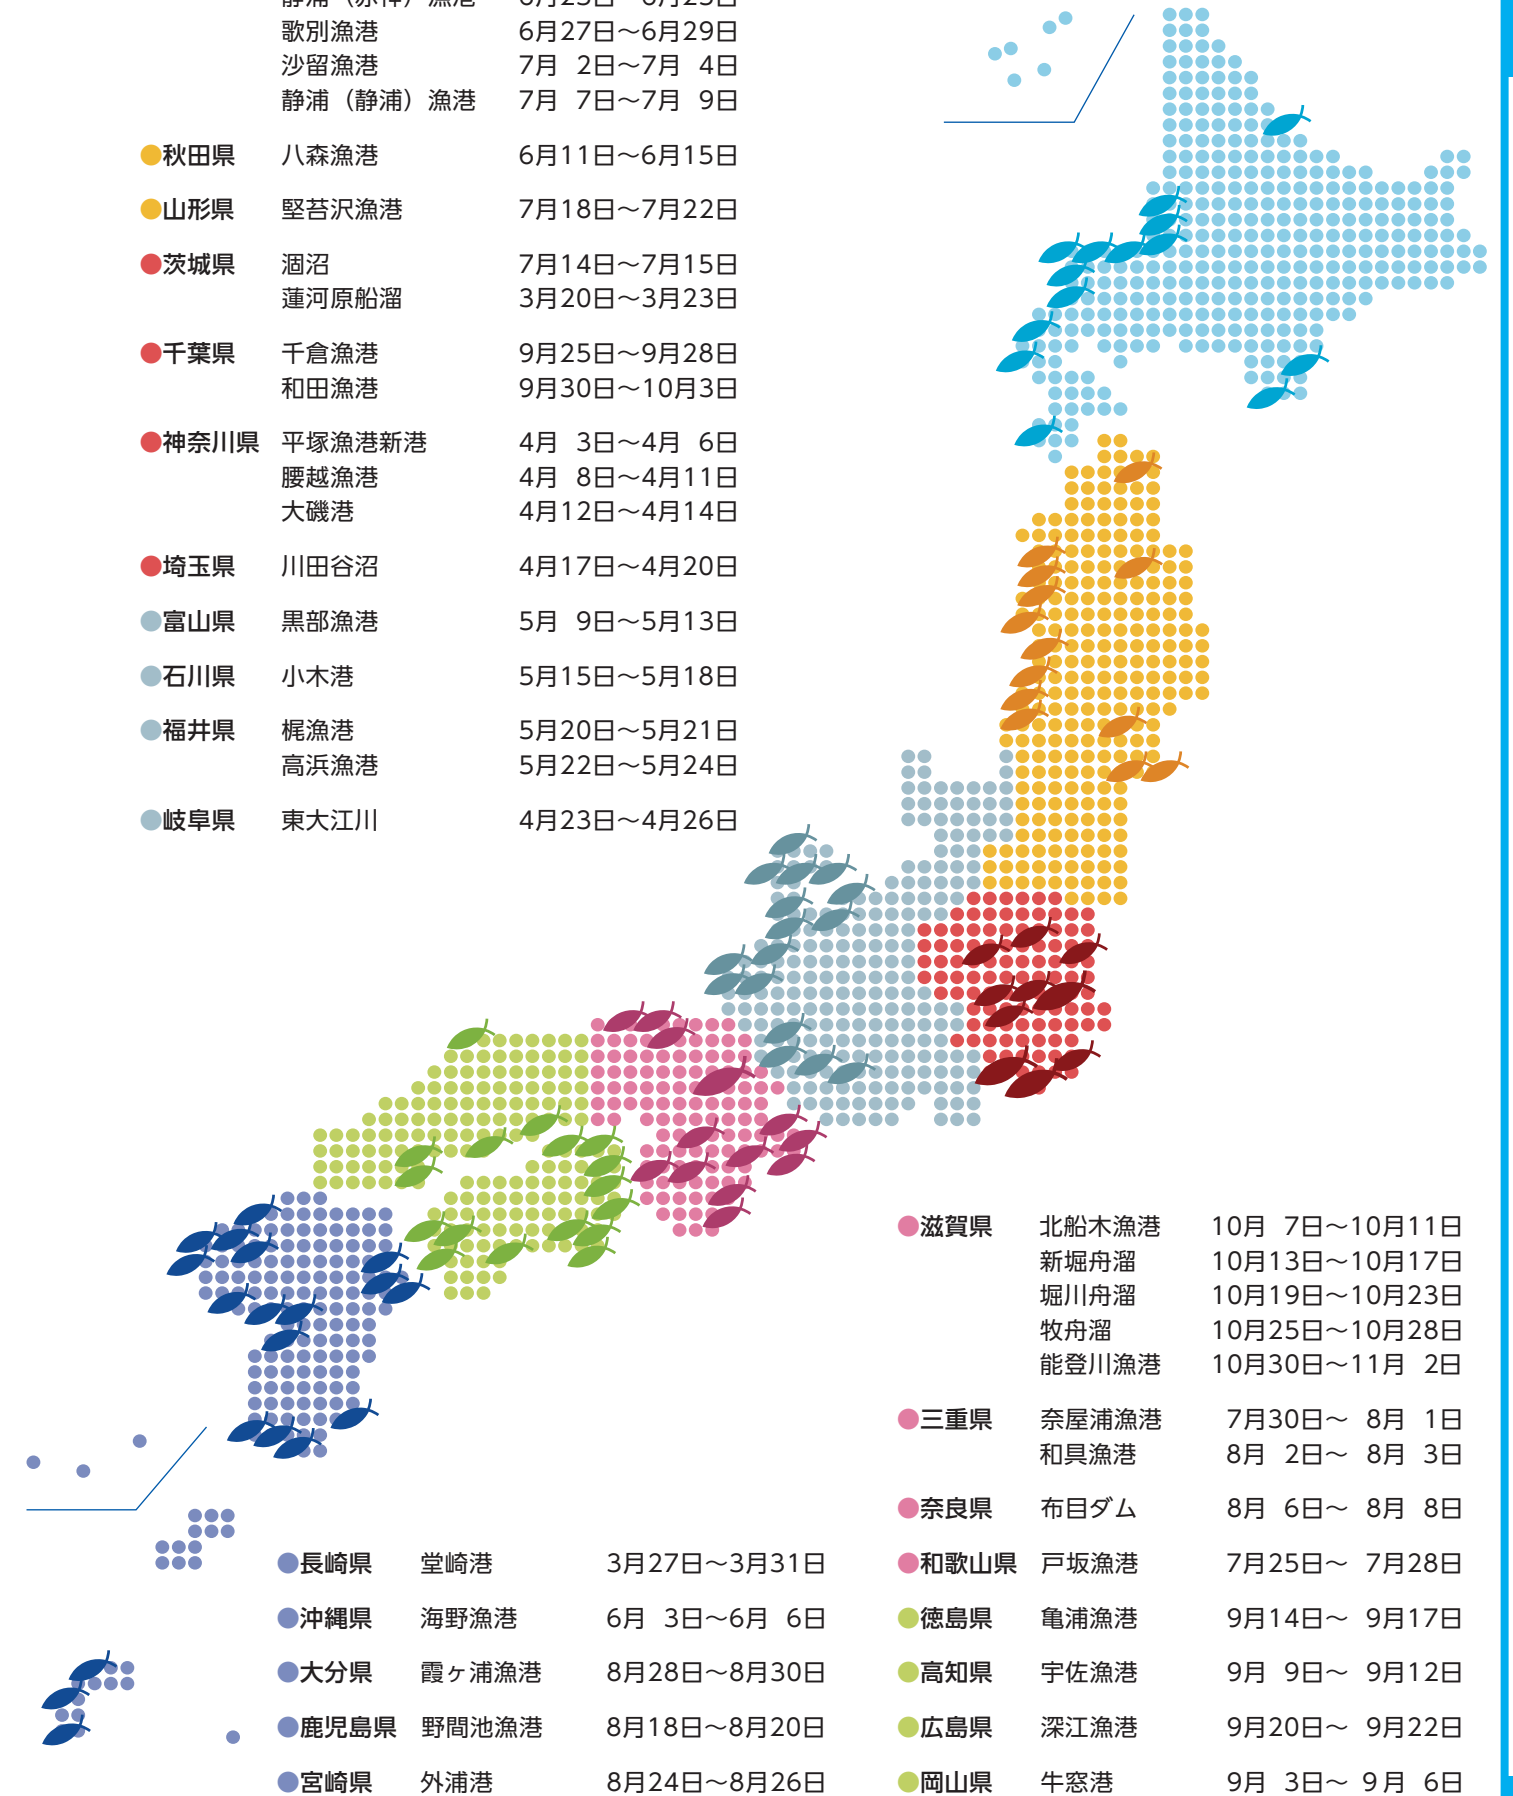 歌別漁港 6月27日〜6月29日
沙留漁港 7月 2日〜7月 4日
静浦（静浦）漁港 7月 7日〜7月 9日
●秋田県 八森漁港 6月11日〜6月15日
●山形県 堅苔沢漁港 7月18日〜7月22日
●茨城県 涸沼 7月14日〜7月15日
蓮河原船溜 3月20日〜3月23日
●千葉県 千倉漁港 9月25日〜9月28日
和田漁港 9月30日〜10月3日
●神奈川県 平塚漁港新港 4月 3日〜4月 6日
腰越漁港 4月 8日〜4月11日
大磯港 4月12日〜4月14日
●埼玉県 川田谷沼 4月17日〜4月20日
●富山県 黒部漁港 5月 9日〜5月13日
●石川県 小木港 5月15日〜5月18日
●福井県 梶漁港 5月20日〜5月21日
高浜漁港 5月22日〜5月24日
●岐阜県 東大江川 4月23日〜4月26日
●滋賀県 北船木漁港 10月 7日〜10月11日
新堀舟溜 10月13日〜10月17日
堀川舟溜 10月19日〜10月23日
牧舟溜 10月25日〜10月28日
能登川漁港 10月30日〜11月 2日
●三重県 奈屋浦漁港 7月30日〜 8月 1日
和具漁港 8月 2日〜 8月 3日
●奈良県 布目ダム 8月 6日〜 8月 8日
●和歌山県 戸坂漁港 7月25日〜 7月28日
●徳島県 亀浦漁港 9月14日〜 9月17日
●高知県 宇佐漁港 9月 9日〜 9月12日
●広島県 深江漁港 9月20日〜 9月22日
●岡山県 牛窓港 9月 3日〜 9月 6日
●長崎県 堂崎港 3月27日〜3月31日
●沖縄県 海野漁港 6月 3日〜6月 6日
●大分県 霞ヶ浦漁港 8月28日〜8月30日
●鹿児島県 野間池漁港 8月18日〜8月20日
●宮崎県 外浦港 8月24日〜8月26日